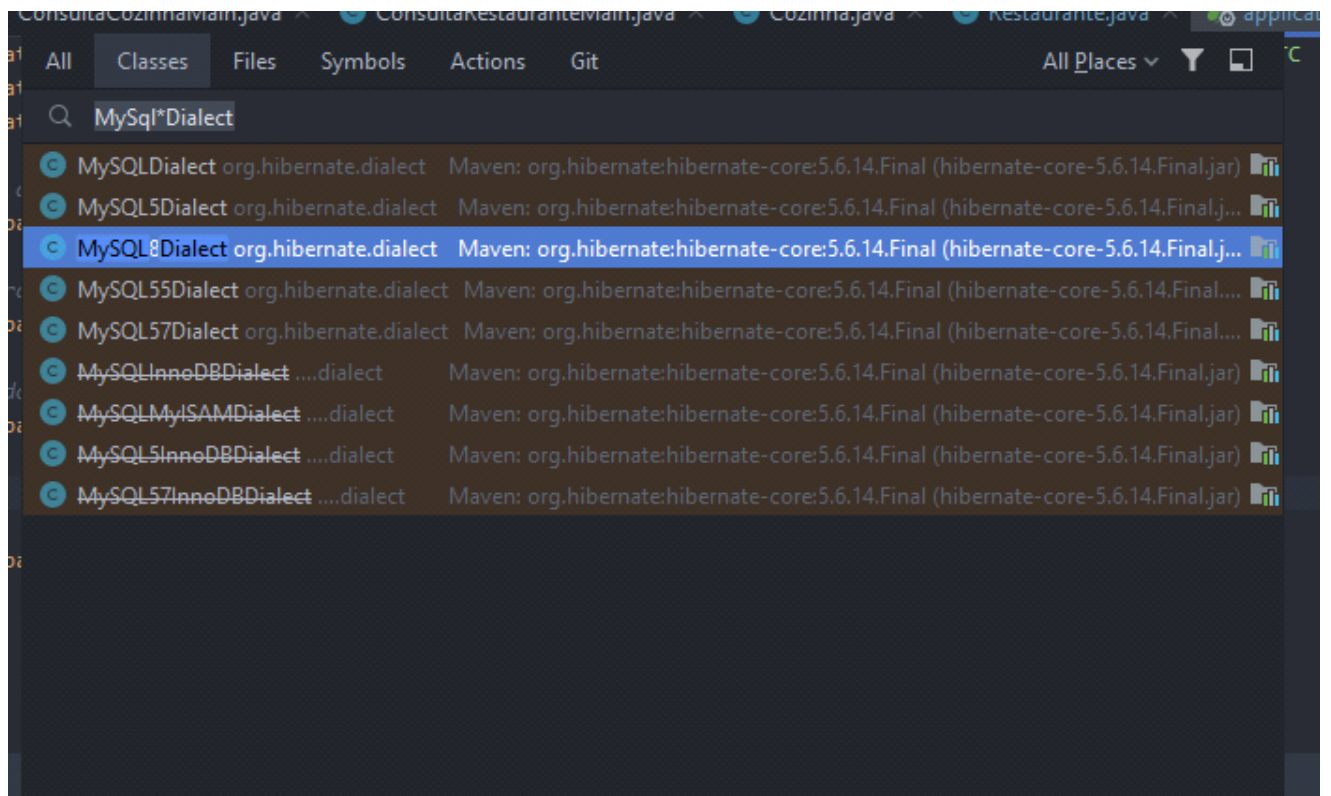 ConsultaCozinhaMain.java ConsultaRestauranteMain.java Cozinha.java Restaurante.java applicat
All Classes Files Symbols Actions Git All Places
MySql*Dialect
MySQLDialect org.hibernate.dialect Maven: org.hibernate:hibernate-core:5.6.14.Final (hibernate-core-5.6.14.Final.jar)
MySQL5Dialect org.hibernate.dialect Maven: org.hibernate:hibernate-core:5.6.14.Final (hibernate-core-5.6.14.Final.j...
MySQL8Dialect org.hibernate.dialect Maven: org.hibernate:hibernate-core:5.6.14.Final (hibernate-core-5.6.14.Final.j...
MySQL55Dialect org.hibernate.dialect Maven: org.hibernate:hibernate-core:5.6.14.Final (hibernate-core-5.6.14.Final....
MySQL57Dialect org.hibernate.dialect Maven: org.hibernate:hibernate-core:5.6.14.Final (hibernate-core-5.6.14.Final....
MySQLInnoDBDialect ....dialect Maven: org.hibernate:hibernate-core:5.6.14.Final (hibernate-core-5.6.14.Final.jar)
MySQLMyISAMDialect ....dialect Maven: org.hibernate:hibernate-core:5.6.14.Final (hibernate-core-5.6.14.Final.jar)
MySQL5InnoDBDialect ....dialect Maven: org.hibernate:hibernate-core:5.6.14.Final (hibernate-core-5.6.14.Final.jar)
MySQL57InnoDBDialect ....dialect Maven: org.hibernate:hibernate-core:5.6.14.Final (hibernate-core-5.6.14.Final.jar)